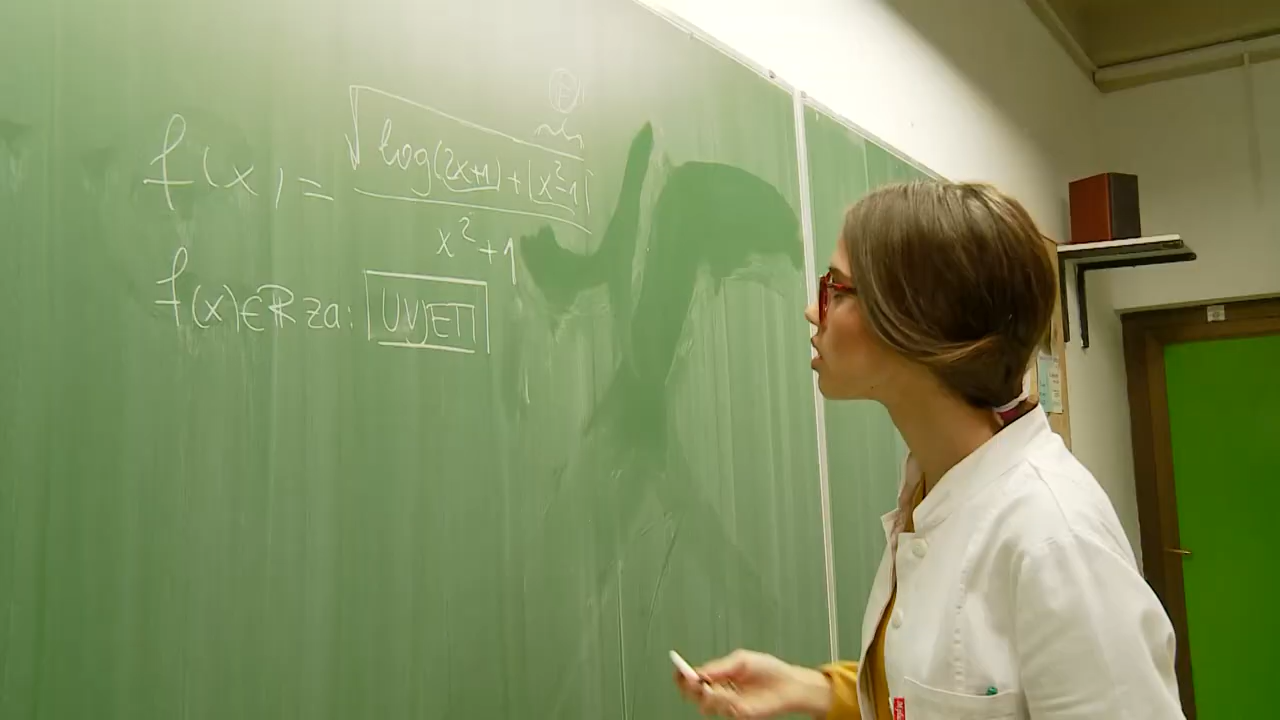 f(x) = √(log(2x+1) + |x²-1|) / (x²+1)
f(x) ∈ ℝ za: UVJETI